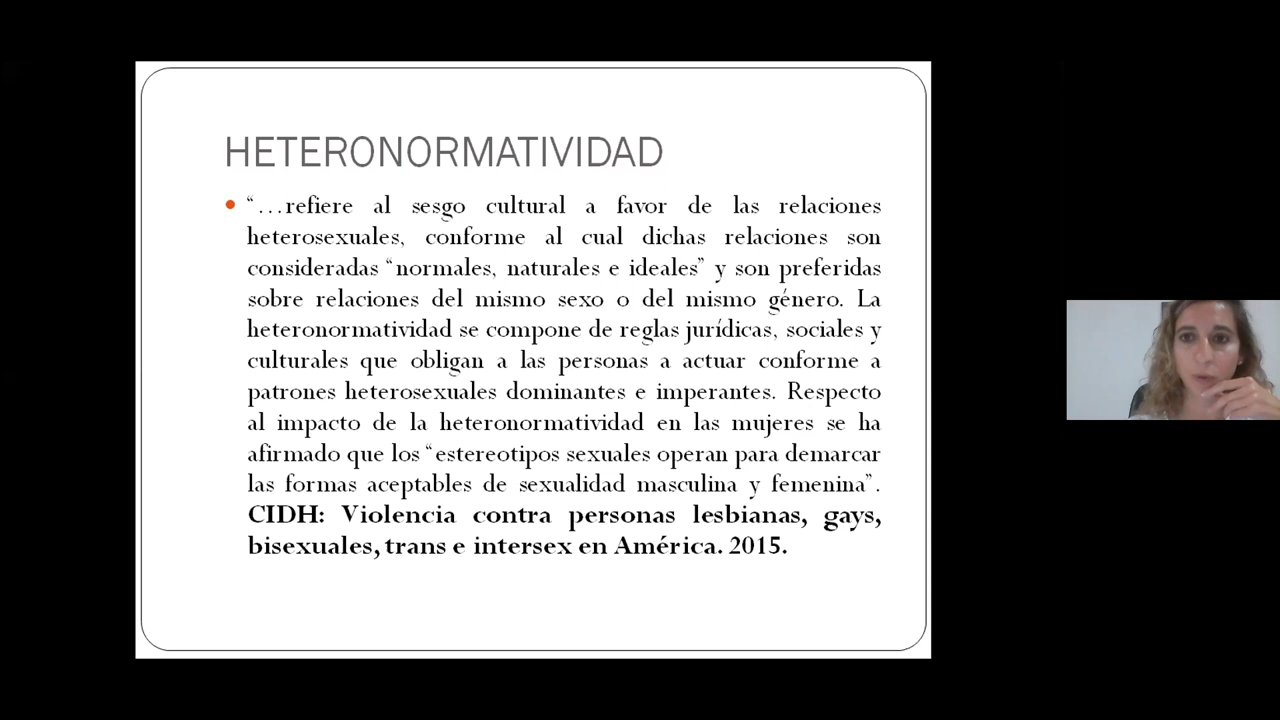 HETERONORMATIVIDAD
• “…refiere al sesgo cultural a favor de las relaciones
heterosexuales, conforme al cual dichas relaciones son
consideradas “normales, naturales e ideales” y son preferidas
sobre relaciones del mismo sexo o del mismo género. La
heteronormatividad se compone de reglas jurídicas, sociales y
culturales que obligan a las personas a actuar conforme a
patrones heterosexuales dominantes e imperantes. Respecto
al impacto de la heteronormatividad en las mujeres se ha
afirmado que los “estereotipos sexuales operan para demarcar
las formas aceptables de sexualidad masculina y femenina”.
CIDH: Violencia contra personas lesbianas, gays,
bisexuales, trans e intersex en América. 2015.